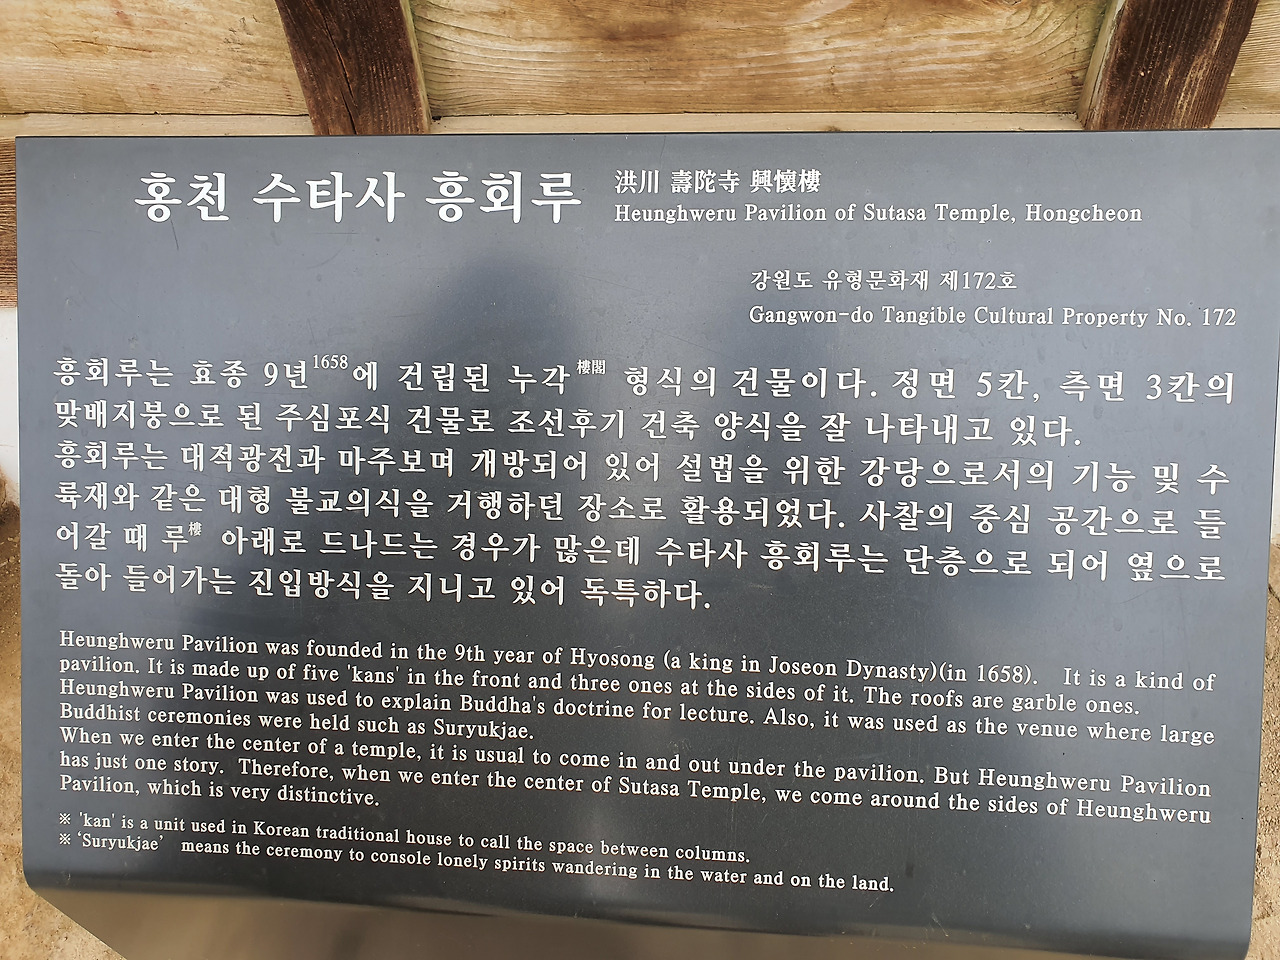 홍천 수타사 흥회루 洪川 壽陀寺 興懷樓
Heunghweru Pavilion of Sutasa Temple, Hongcheon
강원도 유형문화재 제172호
Gangwon-do Tangible Cultural Property No. 172
흥회루는 효종 9년1658에 건립된 누각樓閣 형식의 건물이다. 정면 5칸, 측면 3칸의
맞배지붕으로 된 주심포식 건물로 조선후기 건축 양식을 잘 나타내고 있다.
흥회루는 대적광전과 마주보며 개방되어 있어 설법을 위한 강당으로서의 기능 및 수
륙재와 같은 대형 불교의식을 거행하던 장소로 활용되었다. 사찰의 중심 공간으로 들
어갈 때 루樓 아래로 드나드는 경우가 많은데 수타사 흥회루는 단층으로 되어 옆으로
돌아 들어가는 진입방식을 지니고 있어 독특하다.
Heunghweru Pavilion was founded in the 9th year of Hyosong (a king in Joseon Dynasty)(in 1658). It is a kind of
pavilion. It is made up of five 'kans' in the front and three ones at the sides of it. The roofs are garble ones.
Heunghweru Pavilion was used to explain Buddha's doctrine for lecture. Also, it was used as the venue where large
Buddhist ceremonies were held such as Suryukjae.
When we enter the center of a temple, it is usual to come in and out under the pavilion. But Heunghweru Pavilion
has just one story. Therefore, when we enter the center of Sutasa Temple, we come around the sides of Heunghweru
Pavilion, which is very distinctive.
※ 'kan' is a unit used in Korean traditional house to call the space between columns.
※ ‘Suryukjae’ means the ceremony to console lonely spirits wandering in the water and on the land.